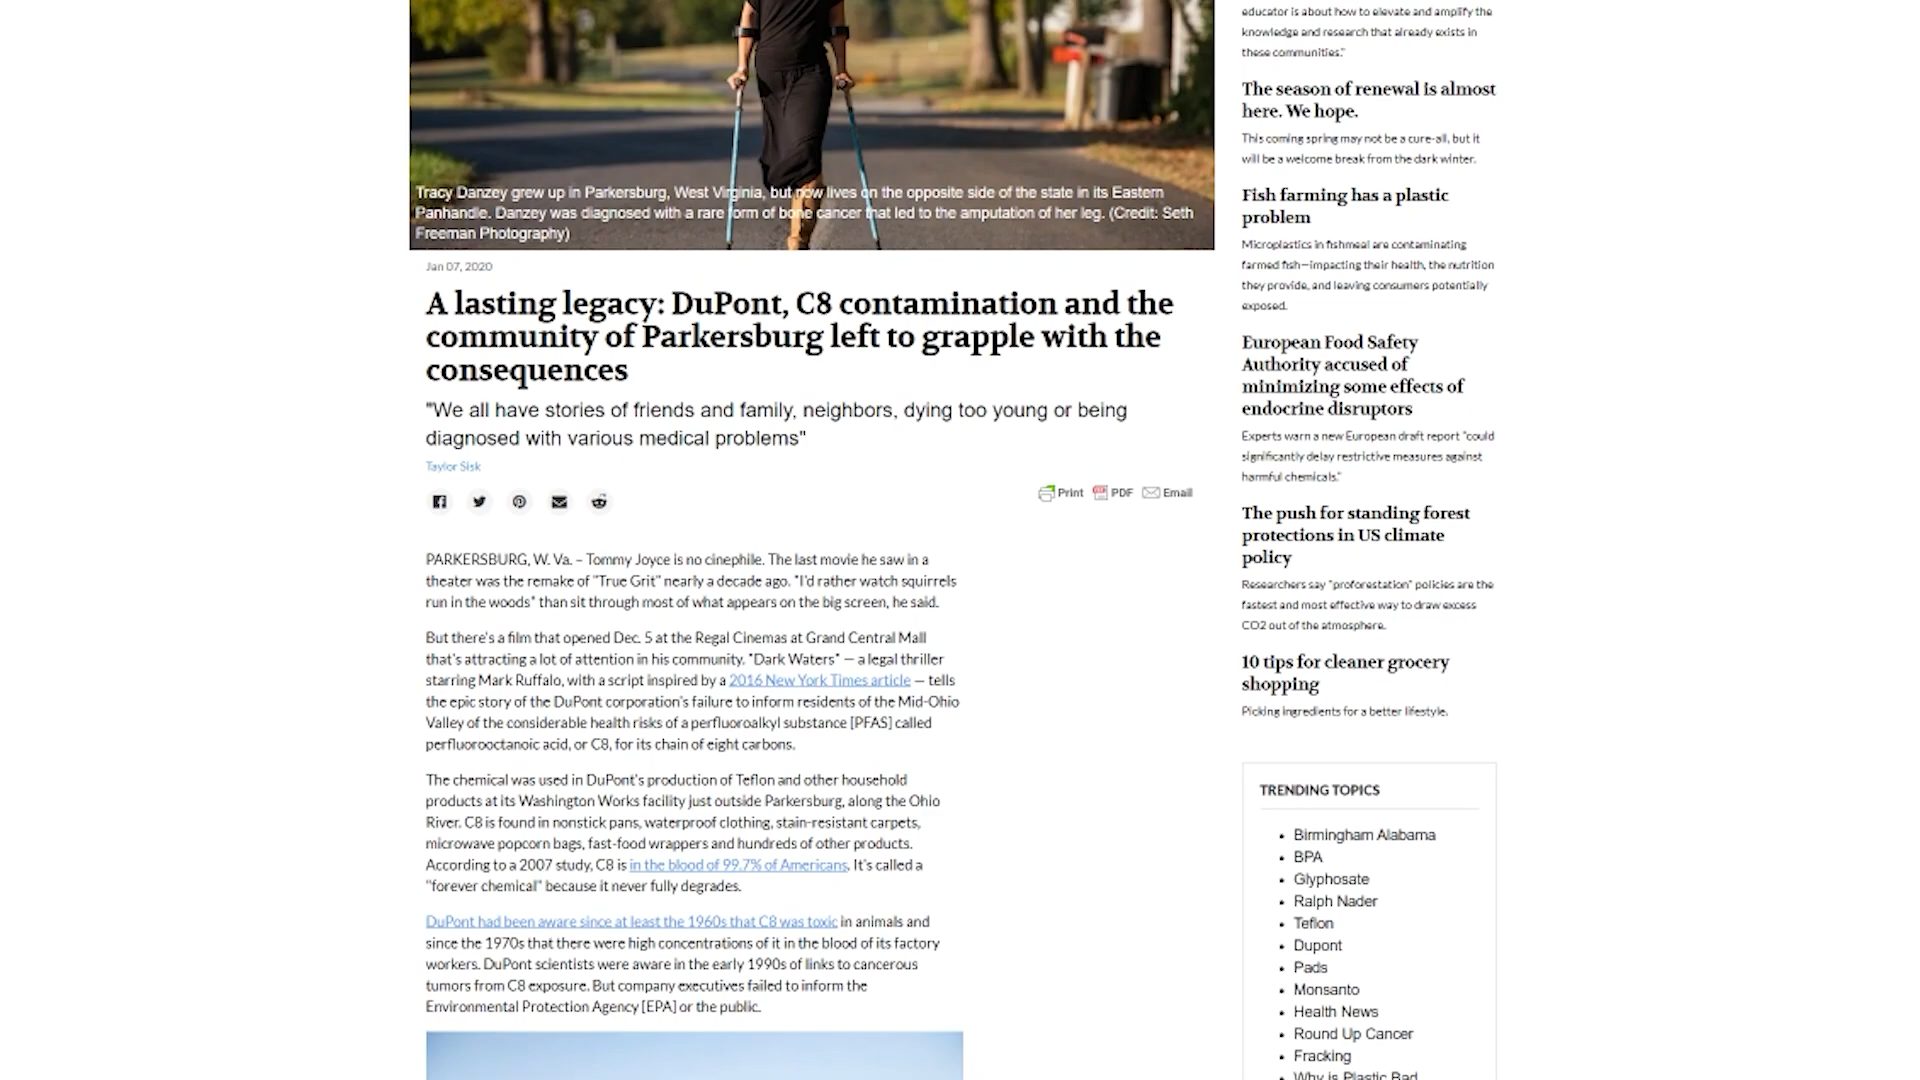 Tracy Danzey grew up in Parkersburg, West Virginia, but now lives on the opposite side of the state in its Eastern
Panhandle. Danzey was diagnosed with a rare form of bone cancer that led to the amputation of her leg. (Credit: Seth
Freeman Photography)
Jan 07, 2020
A lasting legacy: DuPont, C8 contamination and the
community of Parkersburg left to grapple with the
consequences
"We all have stories of friends and family, neighbors, dying too young or being
diagnosed with various medical problems"
Taylor Sisk
Print PDF Email
PARKERSBURG, W. Va. – Tommy Joyce is no cinephile. The last movie he saw in a
theater was the remake of "True Grit" nearly a decade ago. "I'd rather watch squirrels
run in the woods" than sit through most of what appears on the big screen, he said.
But there's a film that opened Dec. 5 at the Regal Cinemas at Grand Central Mall
that's attracting a lot of attention in his community. "Dark Waters" — a legal thriller
starring Mark Ruffalo, with a script inspired by a 2016 New York Times article — tells
the epic story of the DuPont corporation's failure to inform residents of the Mid-Ohio
Valley of the considerable health risks of a perfluoroalkyl substance [PFAS] called
perfluorooctanoic acid, or C8, for its chain of eight carbons.
The chemical was used in DuPont's production of Teflon and other household
products at its Washington Works facility just outside Parkersburg, along the Ohio
River. C8 is found in nonstick pans, waterproof clothing, stain-resistant carpets,
microwave popcorn bags, fast-food wrappers and hundreds of other products.
According to a 2007 study, C8 is in the blood of 99.7% of Americans. It's called a
"forever chemical" because it never fully degrades.
DuPont had been aware since at least the 1960s that C8 was toxic in animals and
since the 1970s that there were high concentrations of it in the blood of its factory
workers. DuPont scientists were aware in the early 1990s of links to cancerous
tumors from C8 exposure. But company executives failed to inform the
Environmental Protection Agency [EPA] or the public.
educator is about how to elevate and amplify the
knowledge and research that already exists in
these communities."
The season of renewal is almost
here. We hope.
This coming spring may not be a cure-all, but it
will be a welcome break from the dark winter.
Fish farming has a plastic
problem
Microplastics in fishmeal are contaminating
farmed fish—impacting their health, the nutrition
they provide, and leaving consumers potentially
exposed.
European Food Safety
Authority accused of
minimizing some effects of
endocrine disruptors
Experts warn a new European draft report "could
significantly delay restrictive measures against
harmful chemicals."
The push for standing forest
protections in US climate
policy
Researchers say "proforestation" policies are the
fastest and most effective way to draw excess
CO2 out of the atmosphere.
10 tips for cleaner grocery
shopping
Picking ingredients for a better lifestyle.
TRENDING TOPICS
Birmingham Alabama
BPA
Glyphosate
Ralph Nader
Teflon
Dupont
Pads
Monsanto
Health News
Round Up Cancer
Fracking
Why is Plastic Bad